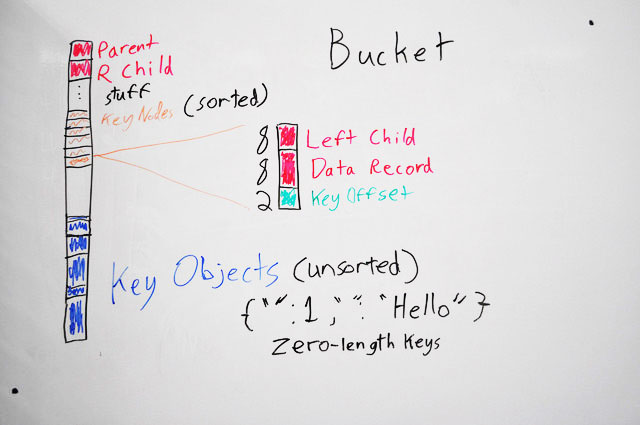 Bucket
Parent
R Child
stuff
Key Nodes (sorted)
8 Left Child
8 Data Record
2 Key Offset
Key Objects (unsorted)
{"":1, "": "Hello"}
Zero-length Keys